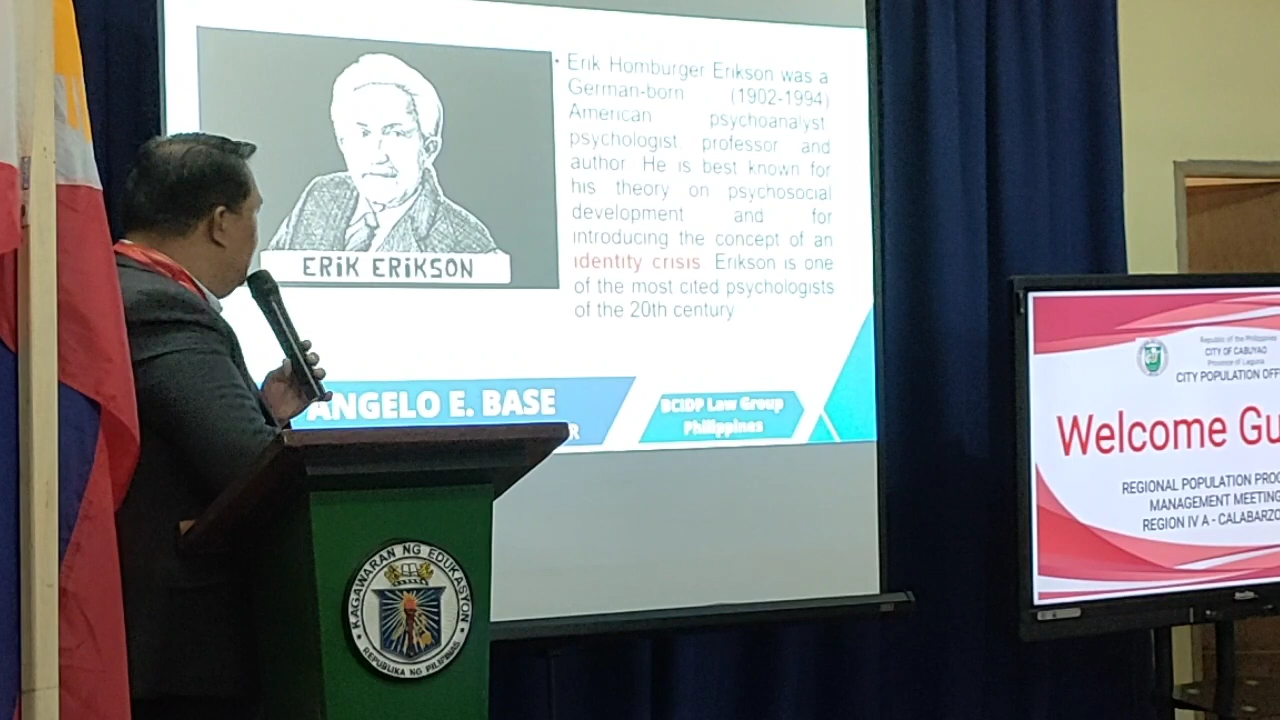 ERIK ERIKSON
• Erik Homburger Erikson was a
German-born (1902-1994)
American psychoanalyst
psychologist professor and
author He is best known for
his theory on psychosocial
development and for
introducing the concept of an
identity crisis Erikson is one
of the most cited psychologists
of the 20th century
ANGELO E. BASE
R
BCIDP Law Group
Philippines
KAGAWARAN NG EDUKASYON
REPUBLIKA NG PILIPINAS
Republic of the Philippines
CITY OF CABUYAO
Province of Laguna
CITY POPULATION OFF
Welcome Gu
REGIONAL POPULATION PROG
MANAGEMENT MEETING
REGION IV A - CALABARZO